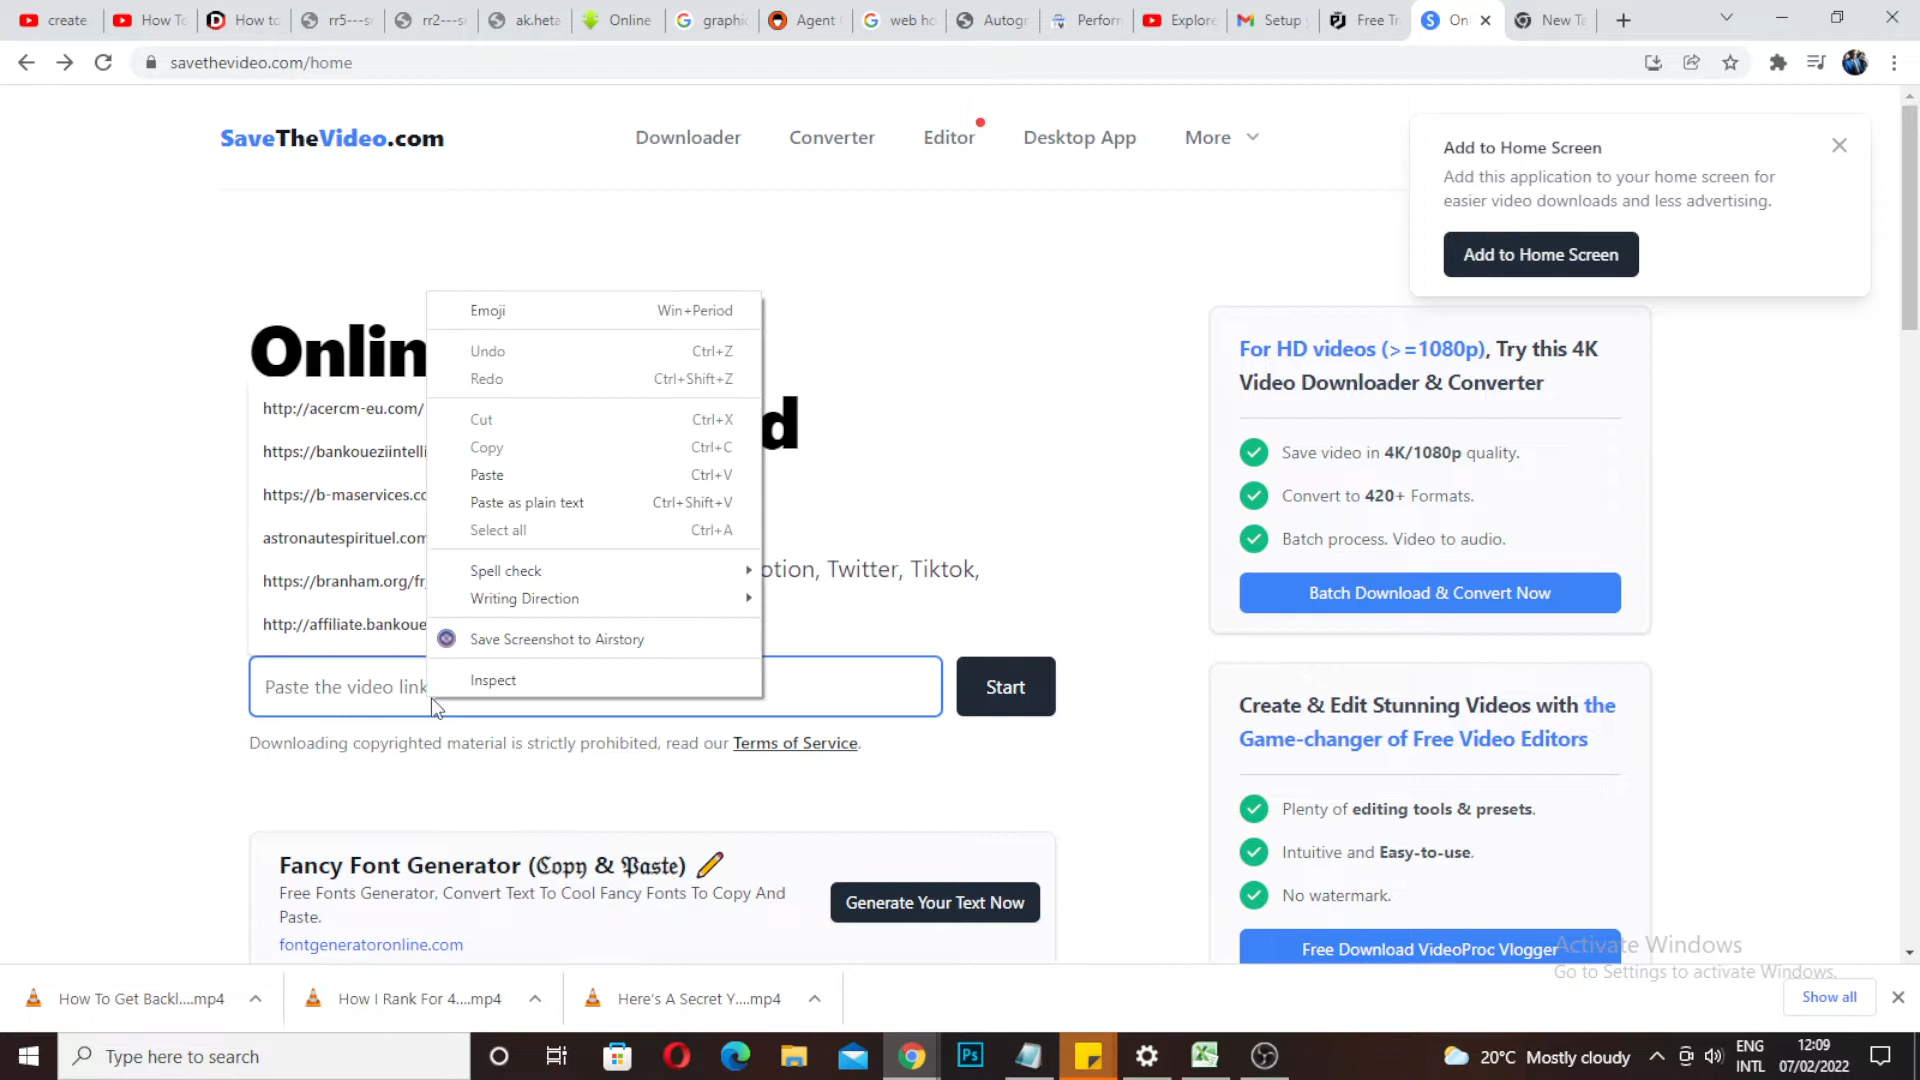 create
How To
How to
rr5---s
rr2---s
ak.heta
Online
graphi
Agent
web ho
Autogr
Perform
Explore
Setup
Free Tr
On
New Ta
savethevideo.com/home
SaveTheVideo.com
Downloader
Converter
Editor
Desktop App
More
Add to Home Screen
Add this application to your home screen for
easier video downloads and less advertising.
Add to Home Screen
Onlin
d
http://acercm-eu.com/
https://bankoueziintelli
https://b-maservices.co
astronautespirituel.com
https://branham.org/fr
http://affiliate.bankoue
Emoji Win+Period
Undo Ctrl+Z
Redo Ctrl+Shift+Z
Cut Ctrl+X
Copy Ctrl+C
Paste Ctrl+V
Paste as plain text Ctrl+Shift+V
Select all Ctrl+A
Spell check
Writing Direction
Save Screenshot to Airstory
Inspect
otion, Twitter, Tiktok,
Paste the video link
Start
Downloading copyrighted material is strictly prohibited, read our Terms of Service.
Fancy Font Generator (ℭ𝔬𝔭𝔶 & 𝔓𝔞𝔰𝔱𝔢)
Free Fonts Generator, Convert Text To Cool Fancy Fonts To Copy And
Paste.
fontgeneratoronline.com
Generate Your Text Now
For HD videos (>=1080p), Try this 4K
Video Downloader & Converter
Save video in 4K/1080p quality.
Convert to 420+ Formats.
Batch process. Video to audio.
Batch Download & Convert Now
Create & Edit Stunning Videos with the
Game-changer of Free Video Editors
Plenty of editing tools & presets.
Intuitive and Easy-to-use.
No watermark.
Free Download VideoProc Vlogger
Activate Windows
Go to Settings to activate Windows.
How To Get Backl....mp4
How I Rank For 4....mp4
Here's A Secret Y....mp4
Show all
Type here to search
Ps
20°C Mostly cloudy
ENG
INTL
12:09
07/02/2022